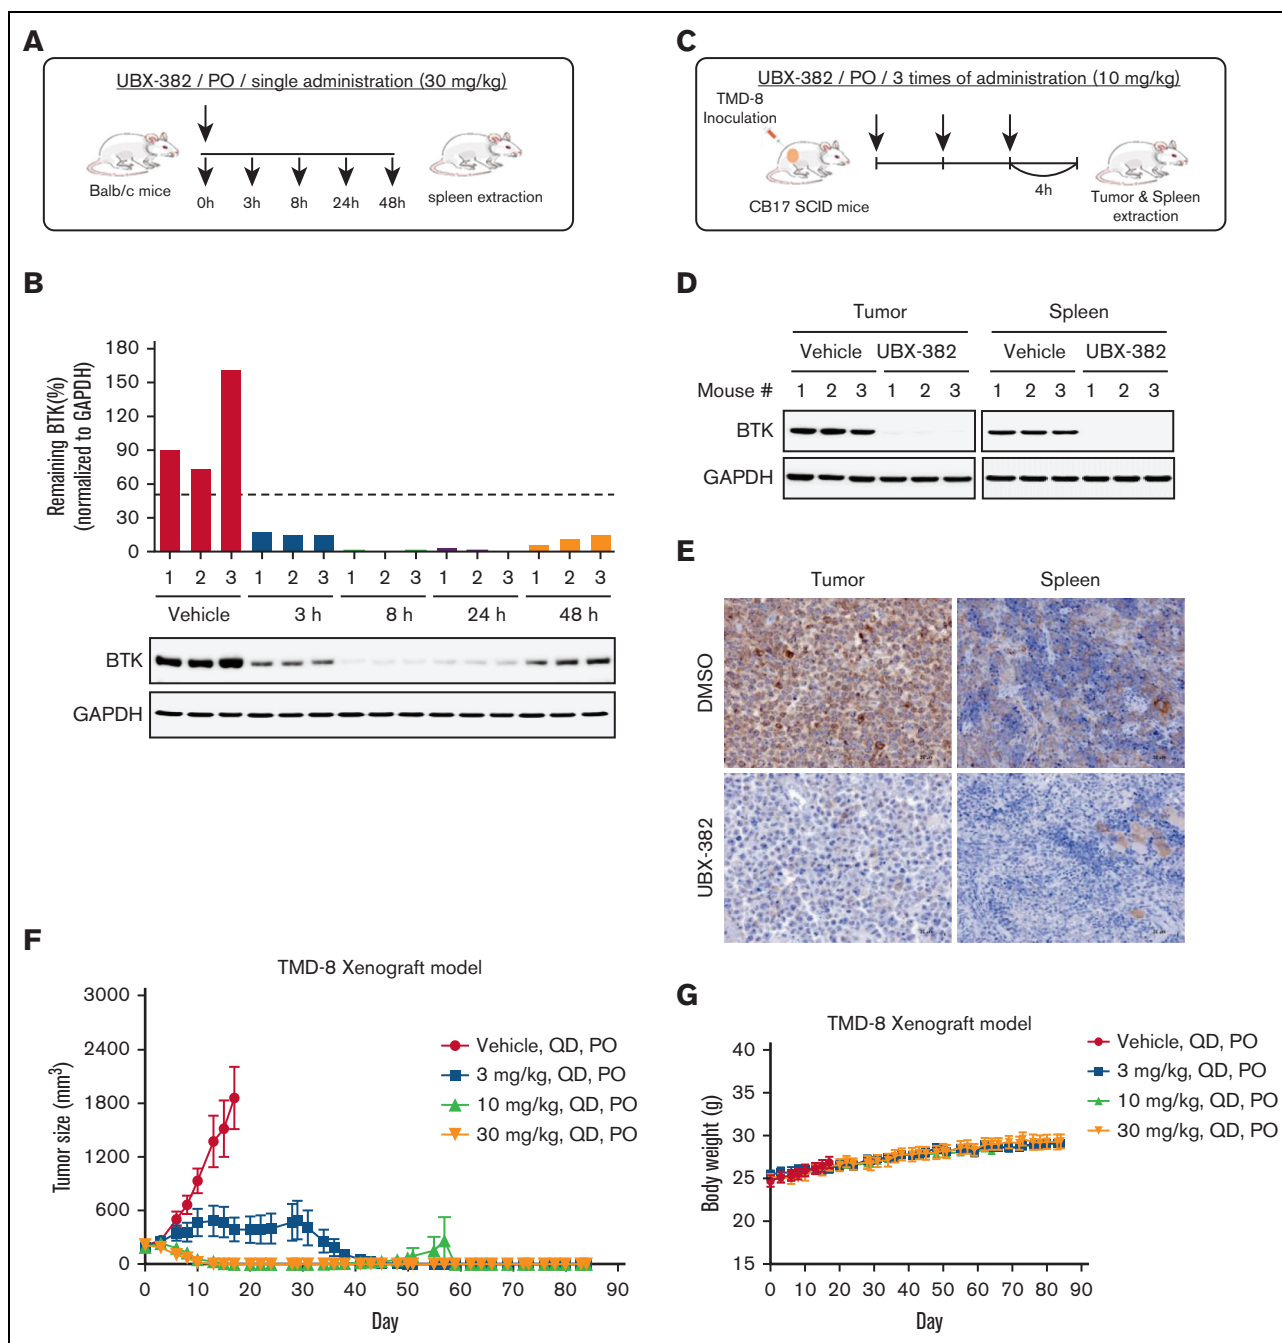 A
UBX-382 / PO / single administration (30 mg/kg)
Balb/c mice
0h 3h 8h 24h 48h
spleen extraction
B
Remaining BTK(%)
(normalized to GAPDH)
180
150
120
90
60
30
0
1 2 3 1 2 3 1 2 3 1 2 3 1 2 3
Vehicle 3 h 8 h 24 h 48 h
BTK
GAPDH
C
UBX-382 / PO / 3 times of administration (10 mg/kg)
TMD-8
Inoculation
CB17 SCID mice
4h
Tumor & Spleen
extraction
D
Tumor Spleen
Vehicle UBX-382 Vehicle UBX-382
Mouse # 1 2 3 1 2 3 1 2 3 1 2 3
BTK
GAPDH
E
Tumor Spleen
DMSO
UBX-382
F
TMD-8 Xenograft model
Tumor size (mm³)
3000
2400
1800
1200
600
0
0 10 20 30 40 50 60 70 80 90
Day
Vehicle, QD, PO
3 mg/kg, QD, PO
10 mg/kg, QD, PO
30 mg/kg, QD, PO
G
TMD-8 Xenograft model
Body weight (g)
40
35
30
25
20
15
0 10 20 30 40 50 60 70 80 90
Day
Vehicle, QD, PO
3 mg/kg, QD, PO
10 mg/kg, QD, PO
30 mg/kg, QD, PO